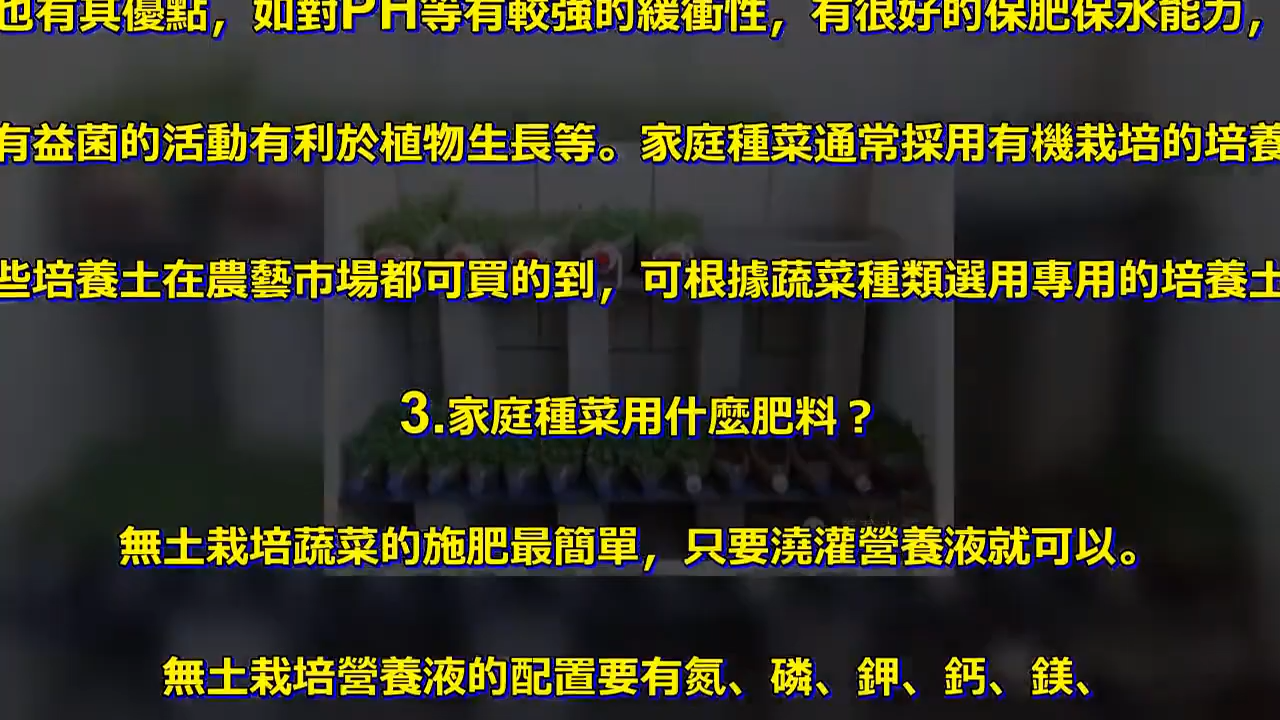 也有其優點，如對PH等有較強的緩衝性，有很好的保肥保水能力，
有益菌的活動有利於植物生長等。家庭種菜通常採用有機栽培的培養
些培養土在農藝市場都可買的到，可根據蔬菜種類選用專用的培養土
3.家庭種菜用什麼肥料？
無土栽培蔬菜的施肥最簡單，只要澆灌營養液就可以。
無土栽培營養液的配置要有氮、磷、鉀、鈣、鎂、